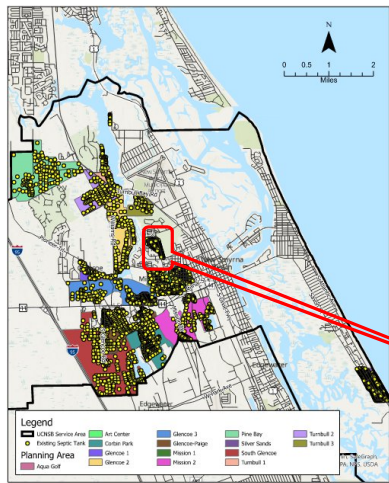 N
0 0.5 1 2
Miles
Edgewater
Legend
UCNSB Service Area
Existing Septic Tank
Planning Area
Aqua Golf
Art Center
Corbin Park
Glencoe 1
Glencoe 2
Glencoe 3
Glencoe-Paige
Mission 1
Mission 2
Pine Bay
Silver Sands
South Glencoe
Turnbull 1
Turnbull 2
Turnbull 3